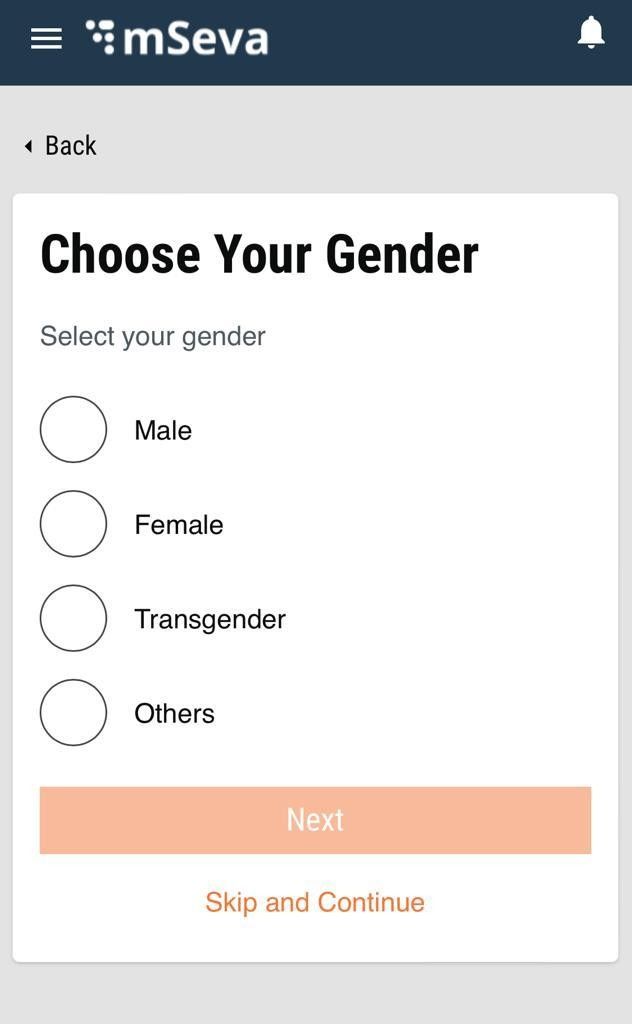 mSeva
Back
Choose Your Gender
Select your gender
Male
Female
Transgender
Others
Next
Skip and Continue